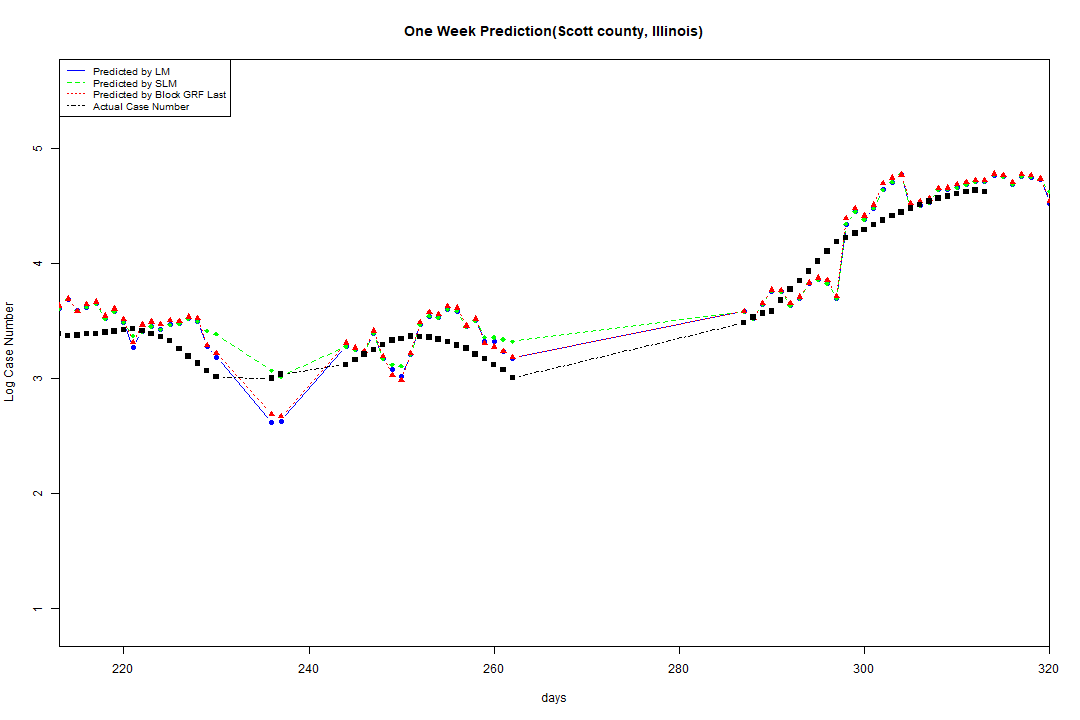 One Week Prediction(Scott county, Illinois)
Predicted by LM
Predicted by SLM
Predicted by Block GRF Last
Actual Case Number
5
4
3
2
1
Log Case Number
220 240 260 280 300 320
days